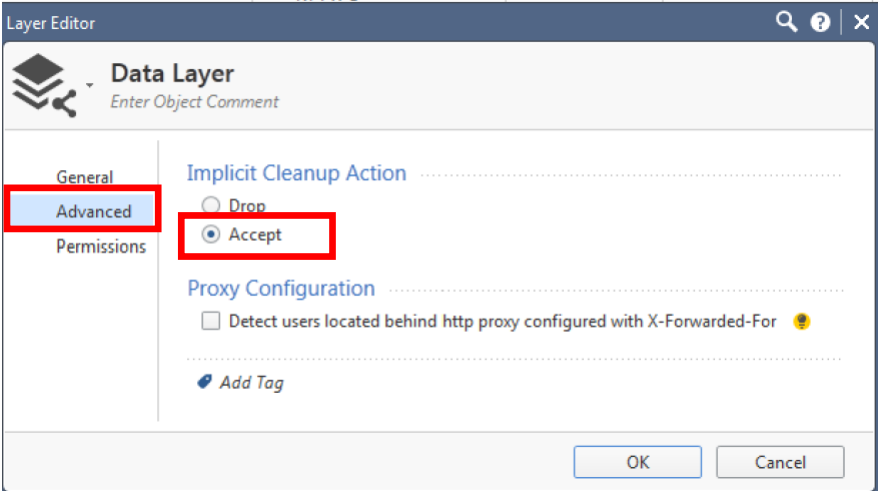 Layer Editor
Data Layer
Enter Object Comment
General
Advanced
Permissions
Implicit Cleanup Action
Drop
Accept
Proxy Configuration
Detect users located behind http proxy configured with X-Forwarded-For
Add Tag
OK
Cancel